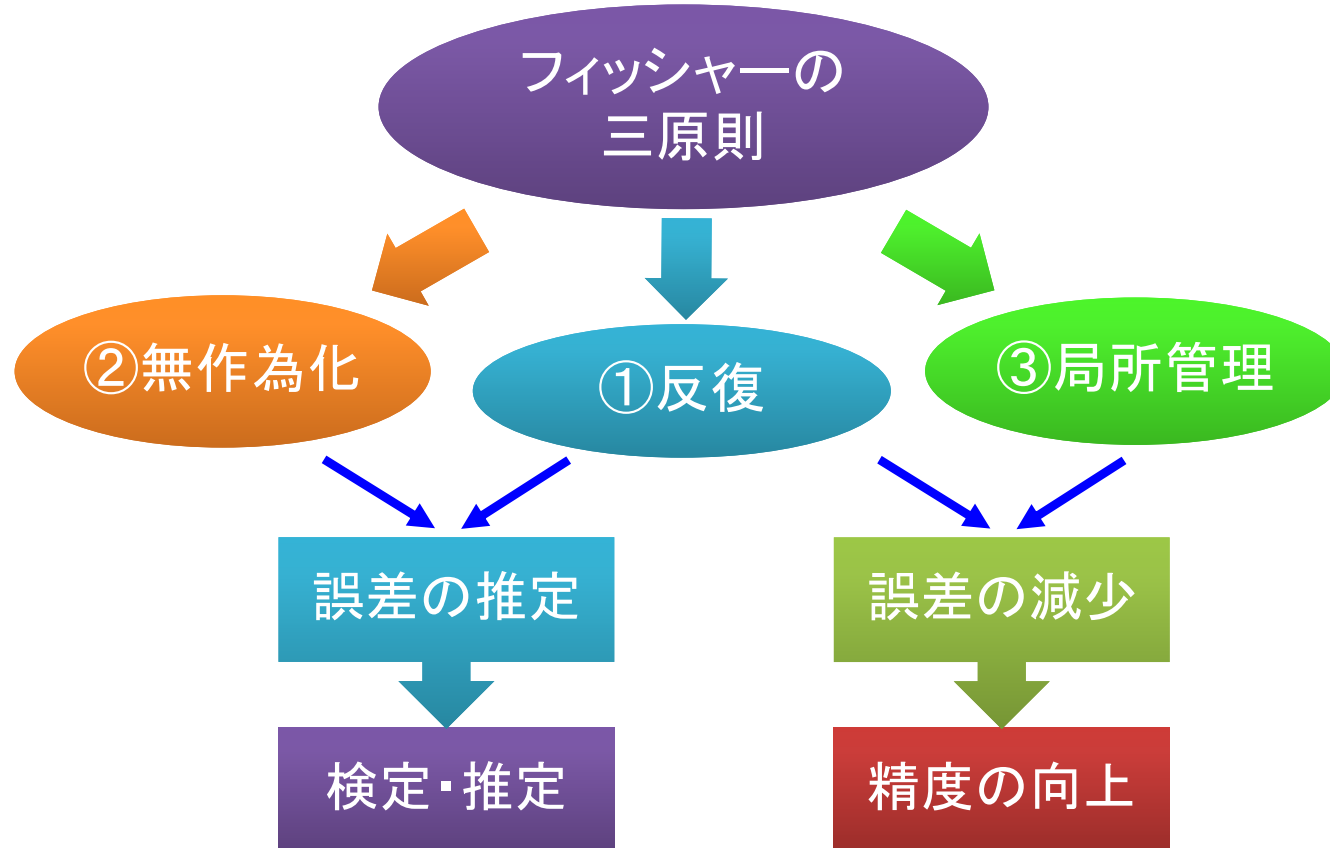 フィッシャーの
三原則
②無作為化
①反復
③局所管理
誤差の推定
誤差の減少
検定・推定
精度の向上